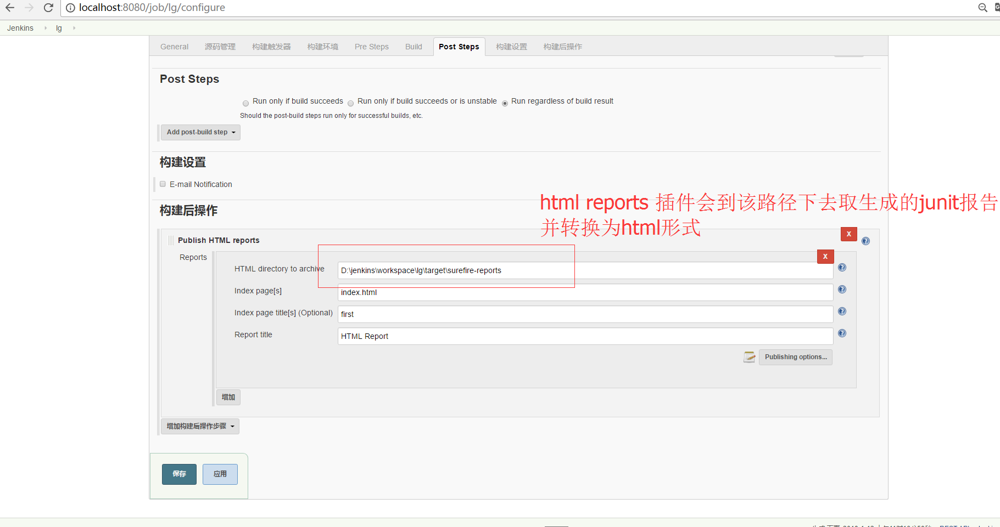 localhost:8080/job/lg/configure
Jenkins lg
General 源码管理 构建触发器 构建环境 Pre Steps Build Post Steps 构建设置 构建后操作
Post Steps
Run only if build succeeds Run only if build succeeds or is unstable Run regardless of build result
Should the post-build steps run only for successful builds, etc.
Add post-build step
构建设置
E-mail Notification
html reports 插件会到该路径下去取生成的junit报告
并转换为html形式
构建后操作
X
Publish HTML reports
Reports
X
HTML directory to archive D:\jenkins\workspace\lg\target\surefire-reports
Index page[s] index.html
Index page title[s] (Optional) first
Report title HTML Report
Publishing options...
增加
增加构建后操作步骤
保存 应用